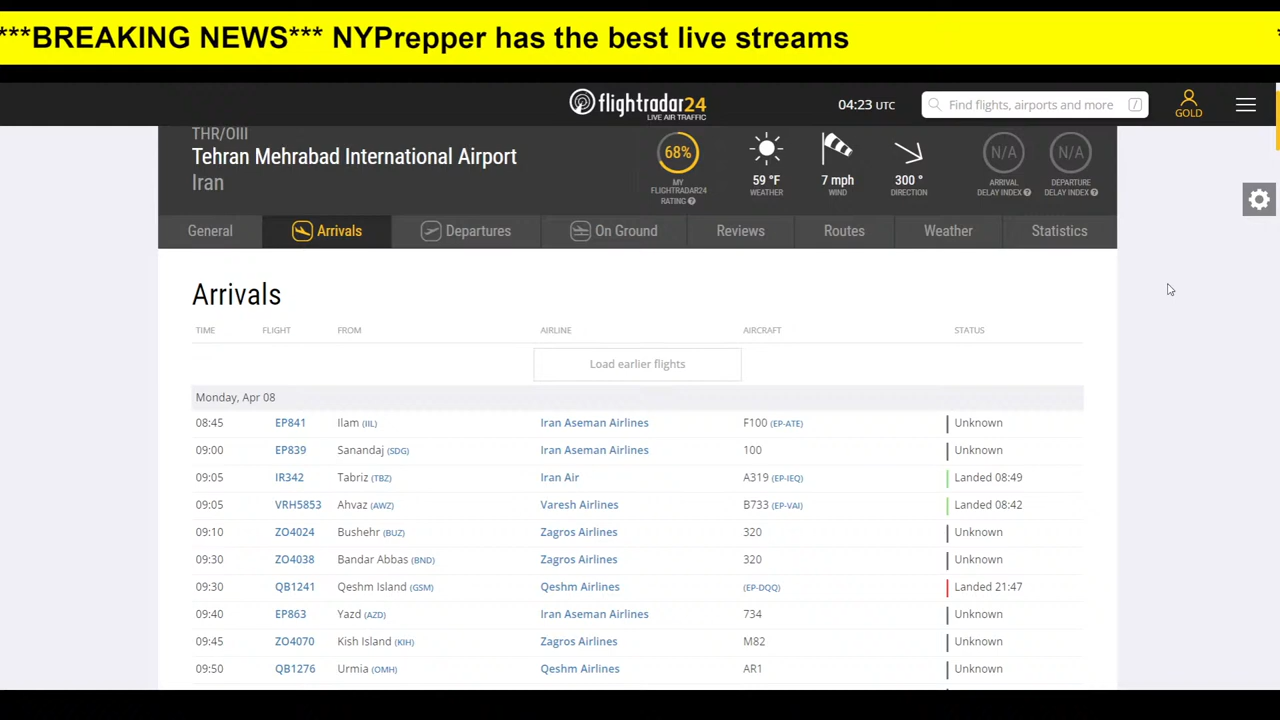 ***BREAKING NEWS*** NYPrepper has the best live streams
flightradar24
LIVE AIR TRAFFIC
04:23 UTC
Find flights, airports and more /
GOLD
THR/OIII
Tehran Mehrabad International Airport
Iran
68%
MY
FLIGHTRADAR24
RATING ?
59 °F
WEATHER
7 mph
WIND
300 °
DIRECTION
N/A
ARRIVAL
DELAY INDEX ?
N/A
DEPARTURE
DELAY INDEX ?
General Arrivals Departures On Ground Reviews Routes Weather Statistics
Arrivals
TIME FLIGHT FROM AIRLINE AIRCRAFT STATUS
Load earlier flights
Monday, Apr 08
08:45 EP841 Ilam (IIL) Iran Aseman Airlines F100 (EP-ATE) Unknown
09:00 EP839 Sanandaj (SDG) Iran Aseman Airlines 100 Unknown
09:05 IR342 Tabriz (TBZ) Iran Air A319 (EP-IEQ) Landed 08:49
09:05 VRH5853 Ahvaz (AWZ) Varesh Airlines B733 (EP-VAI) Landed 08:42
09:10 ZO4024 Bushehr (BUZ) Zagros Airlines 320 Unknown
09:30 ZO4038 Bandar Abbas (BND) Zagros Airlines 320 Unknown
09:30 QB1241 Qeshm Island (GSM) Qeshm Airlines (EP-DQQ) Landed 21:47
09:40 EP863 Yazd (AZD) Iran Aseman Airlines 734 Unknown
09:45 ZO4070 Kish Island (KIH) Zagros Airlines M82 Unknown
09:50 QB1276 Urmia (OMH) Qeshm Airlines AR1 Unknown